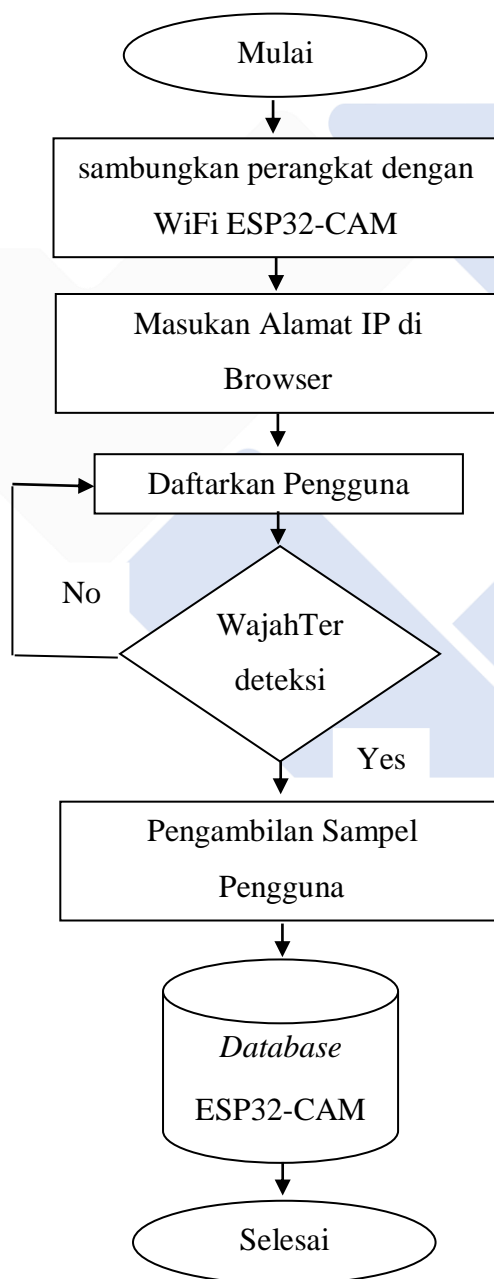 Mulai
sambungkan perangkat dengan
WiFi ESP32-CAM
Masukan Alamat IP di
Browser
Daftarkan Pengguna
No
WajahTer
deteksi
Yes
Pengambilan Sampel
Pengguna
Database
ESP32-CAM
Selesai